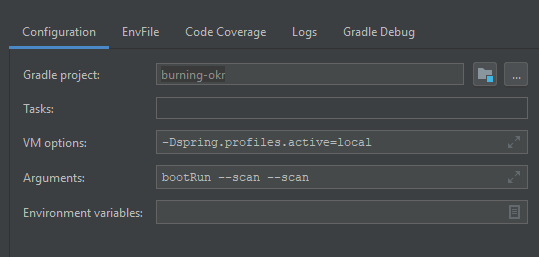 Configuration EnvFile Code Coverage Logs Gradle Debug
Gradle project: burning-okr ...
Tasks:
VM options: -Dspring.profiles.active=local
Arguments: bootRun --scan --scan
Environment variables: